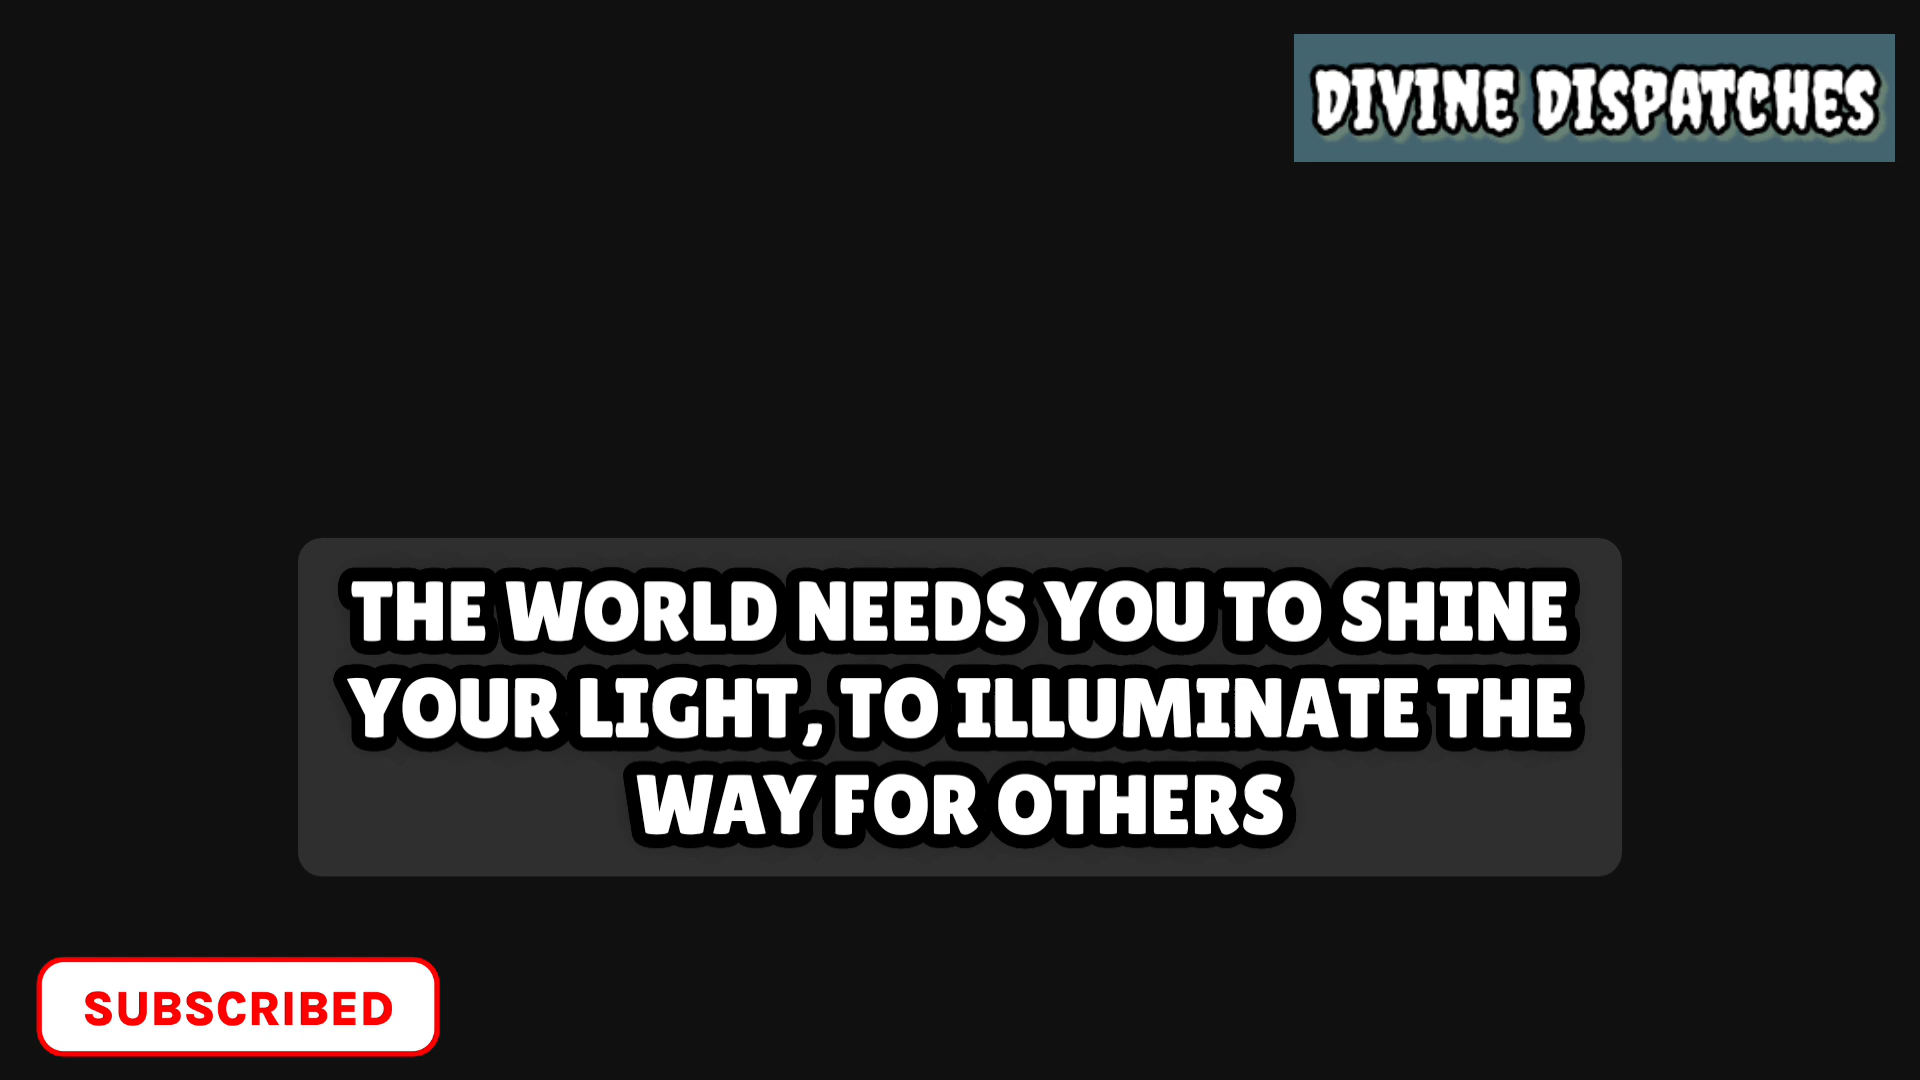 DIVINE DISPATCHES
THE WORLD NEEDS YOU TO SHINE
YOUR LIGHT, TO ILLUMINATE THE
WAY FOR OTHERS
SUBSCRIBED